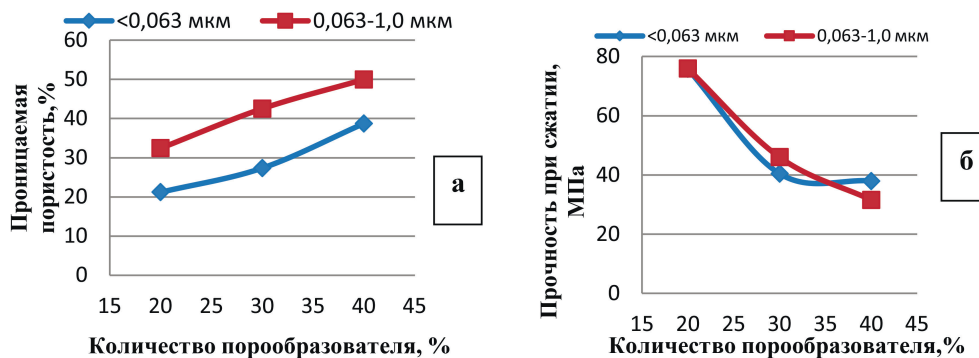 <0,063 мкм
0,063-1,0 мкм
Проницаемая
пористость,%
60
50
40
30
20
10
0
15 20 25 30 35 40 45
Количество порообразователя, %
а
<0,063 мкм
0,063-1,0 мкм
Прочность при сжатии,
МПа
80
60
40
20
0
15 20 25 30 35 40 45
Количество порообразователя,%
б